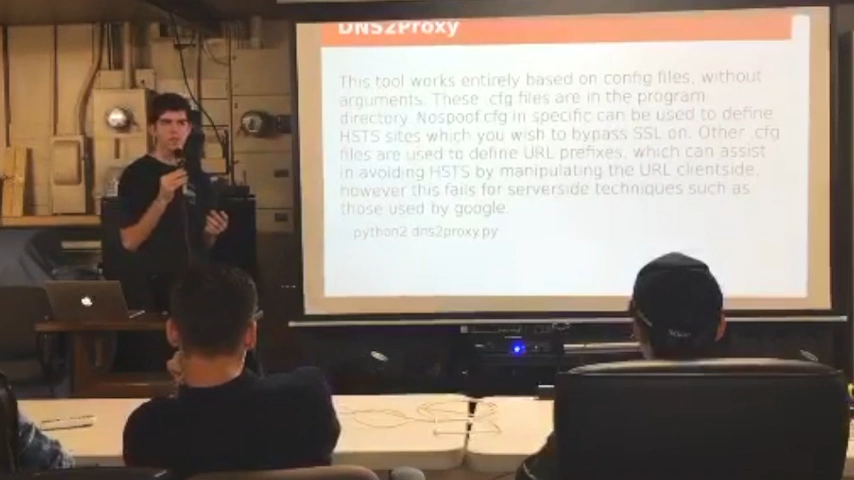 DNS2Proxy
This tool works entirely based on config files, without
arguments. These .cfg files are in the program
directory. Nospoof.cfg in specific can be used to define
HSTS sites which you wish to bypass SSL on. Other .cfg
files are used to define URL prefixes, which can assist
in avoiding HSTS by manipulating the URL clientside,
however this fails for serverside techniques such as
those used by google.
python2 dns2proxy.py